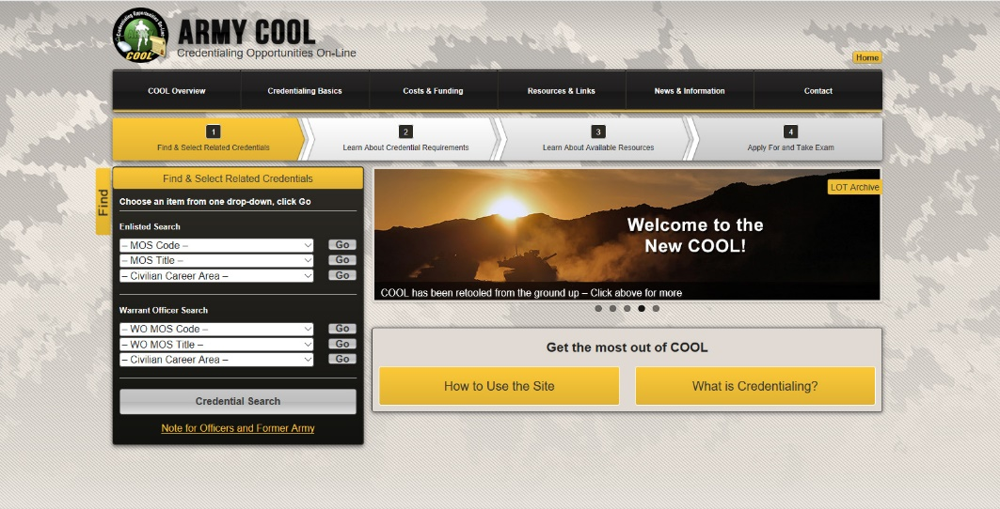 Credentialing Opportunities On-Line
COOL
ARMY COOL
Credentialing Opportunities On-Line
Home
COOL Overview
Credentialing Basics
Costs & Funding
Resources & Links
News & Information
Contact
1
Find & Select Related Credentials
2
Learn About Credential Requirements
3
Learn About Available Resources
4
Apply For and Take Exam
Find
Find & Select Related Credentials
Choose an item from one drop-down, click Go
Enlisted Search
– MOS Code –
Go
– MOS Title –
Go
– Civilian Career Area –
Go
Warrant Officer Search
– WO MOS Code –
Go
– WO MOS Title –
Go
– Civilian Career Area –
Go
Credential Search
Note for Officers and Former Army
LOT Archive
Welcome to the
New COOL!
COOL has been retooled from the ground up – Click above for more
Get the most out of COOL
How to Use the Site
What is Credentialing?